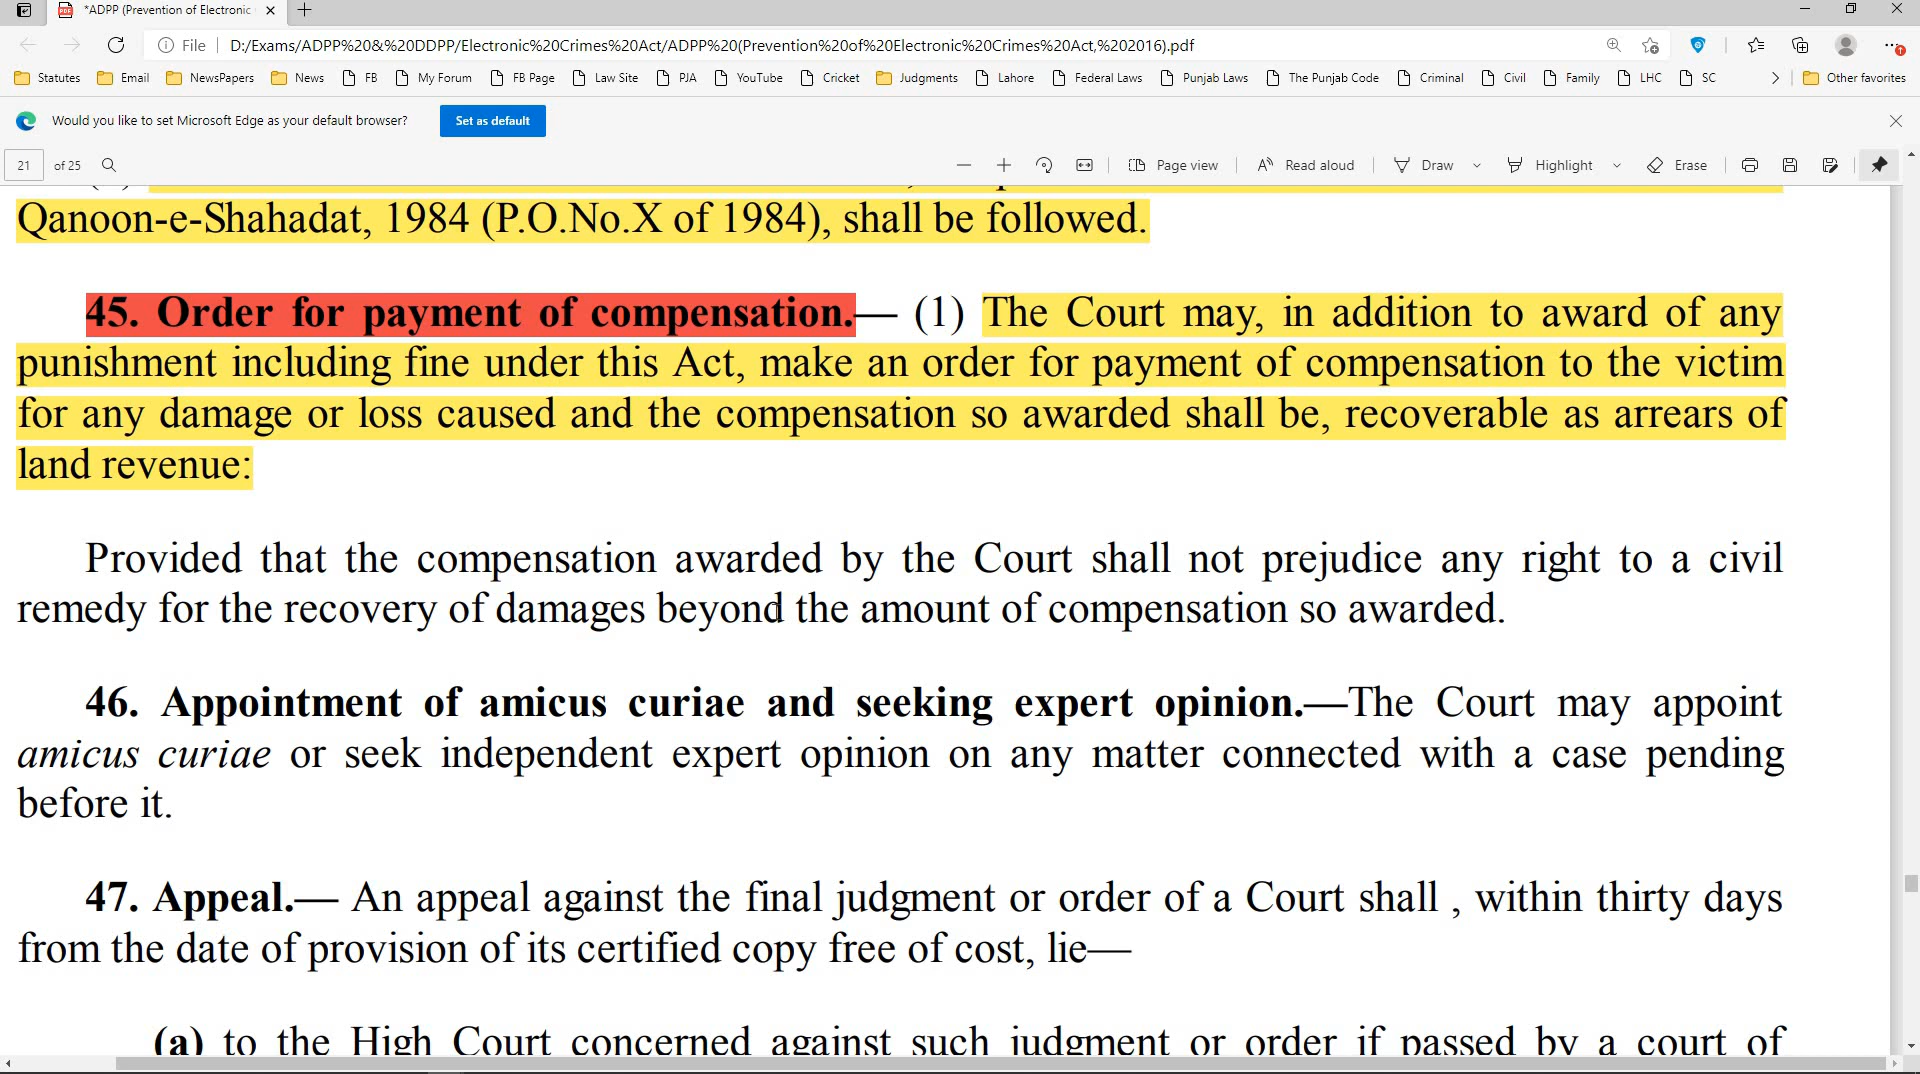 *ADPP (Prevention of Electronic
File
D:/Exams/ADPP%20&%20DDPP/Electronic%20Crimes%20Act/ADPP%20(Prevention%20of%20Electronic%20Crimes%20Act,%202016).pdf
Statutes Email NewsPapers News FB My Forum FB Page Law Site PJA YouTube Cricket Judgments Lahore Federal Laws Punjab Laws The Punjab Code Criminal Civil Family LHC SC Other favorites
Would you like to set Microsoft Edge as your default browser? Set as default
21 of 25 Page view Read aloud Draw Highlight Erase
Qanoon-e-Shahadat, 1984 (P.O.No.X of 1984), shall be followed.
45. Order for payment of compensation.— (1) The Court may, in addition to award of any
punishment including fine under this Act, make an order for payment of compensation to the victim
for any damage or loss caused and the compensation so awarded shall be, recoverable as arrears of
land revenue:
Provided that the compensation awarded by the Court shall not prejudice any right to a civil
remedy for the recovery of damages beyond the amount of compensation so awarded.
46. Appointment of amicus curiae and seeking expert opinion.—The Court may appoint
amicus curiae or seek independent expert opinion on any matter connected with a case pending
before it.
47. Appeal.— An appeal against the final judgment or order of a Court shall , within thirty days
from the date of provision of its certified copy free of cost, lie—
(a) to the High Court concerned against such judgment or order if passed by a court of